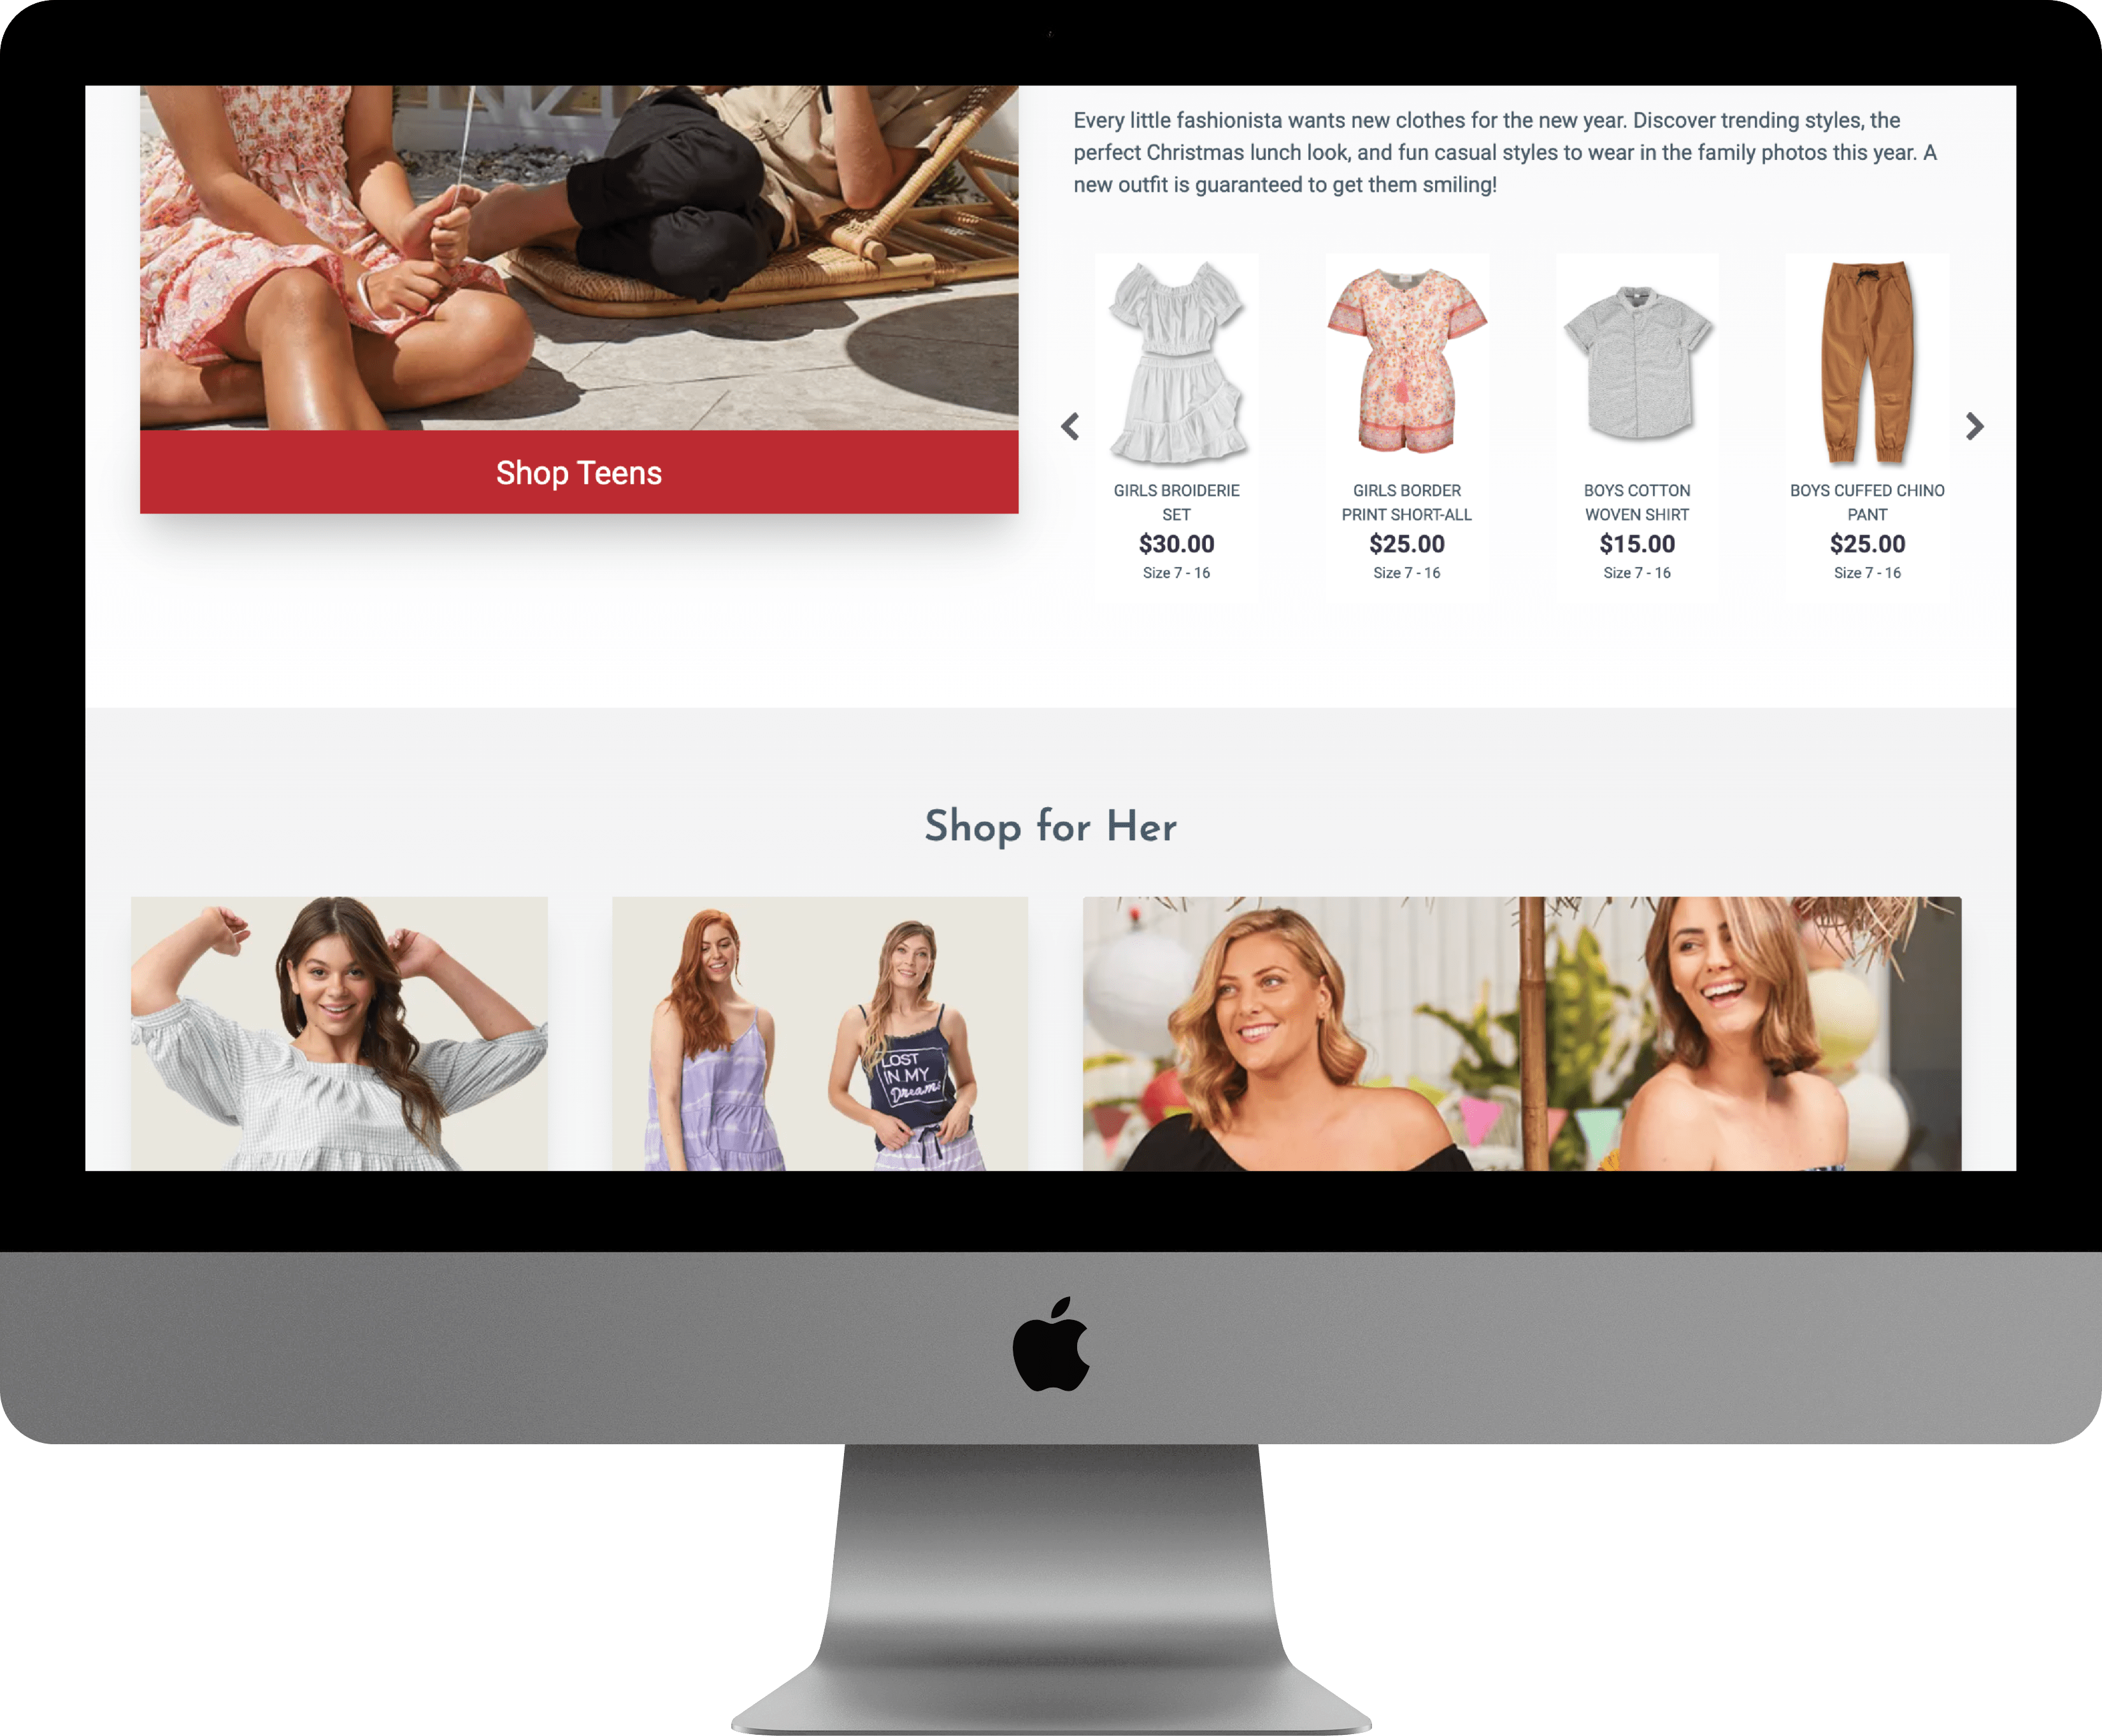 Every little fashionista wants new clothes for the new year. Discover trending styles, the
perfect Christmas lunch look, and fun casual styles to wear in the family photos this year. A
new outfit is guaranteed to get them smiling!
Shop Teens
GIRLS BROIDERIE
SET
$30.00
Size 7 - 16
GIRLS BORDER
PRINT SHORT-ALL
$25.00
Size 7 - 16
BOYS COTTON
WOVEN SHIRT
$15.00
Size 7 - 16
BOYS CUFFED CHINO
PANT
$25.00
Size 7 - 16
Shop for Her
LOST
IN MY
Dreams